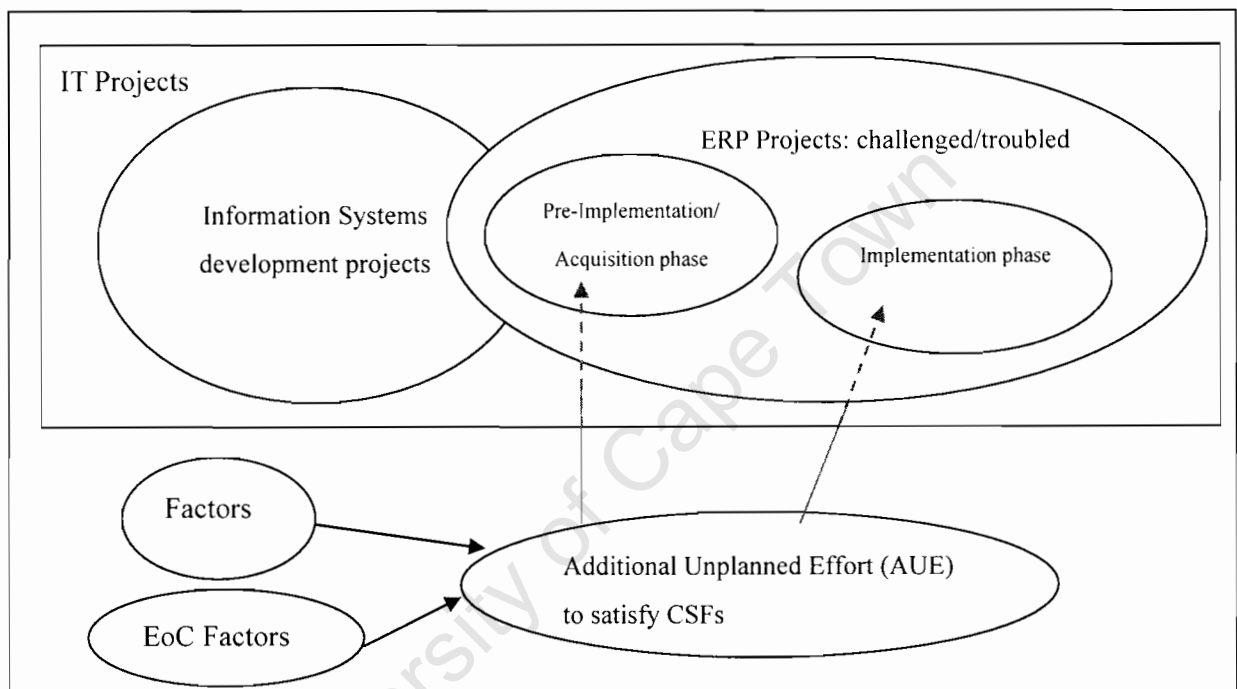 IT Projects
ERP Projects: challenged/troubled
Information Systems
development projects
Pre-Implementation/
Acquisition phase
Implementation phase
Factors
EoC Factors
Additional Unplanned Effort (AUE)
to satisfy CSFs
University of Cape Town